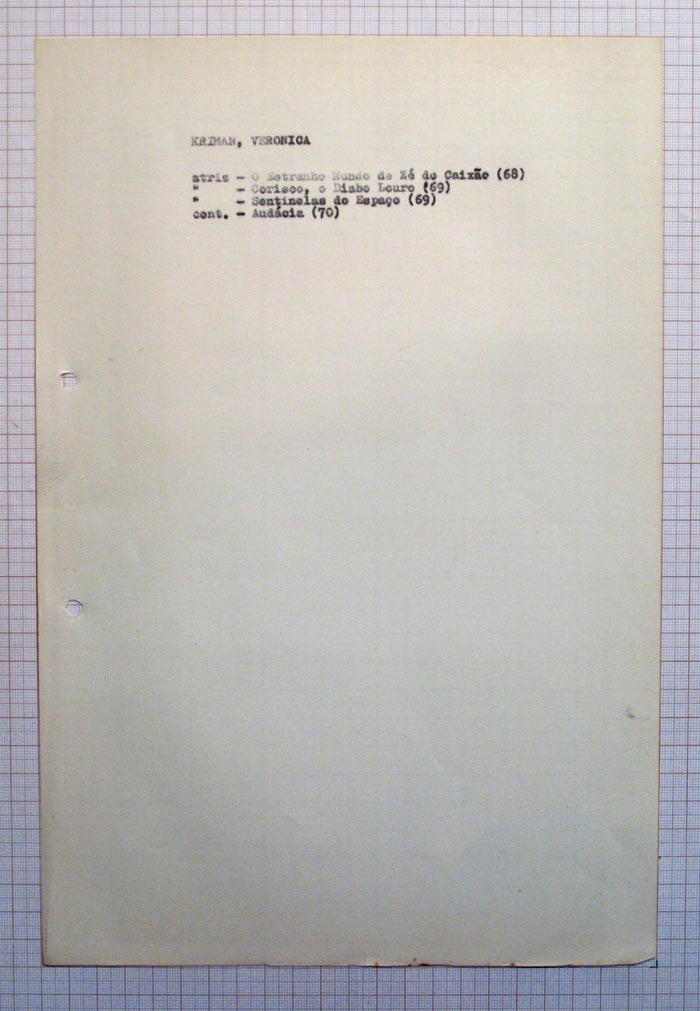 KRIMAN, VERONICA
atriz - O Estranho Mundo de Zé do Caixão (68)
" - Corisco, o Diabo Louro (69)
" - Sentinelas do Espaço (69)
cont. - Audácia (70)